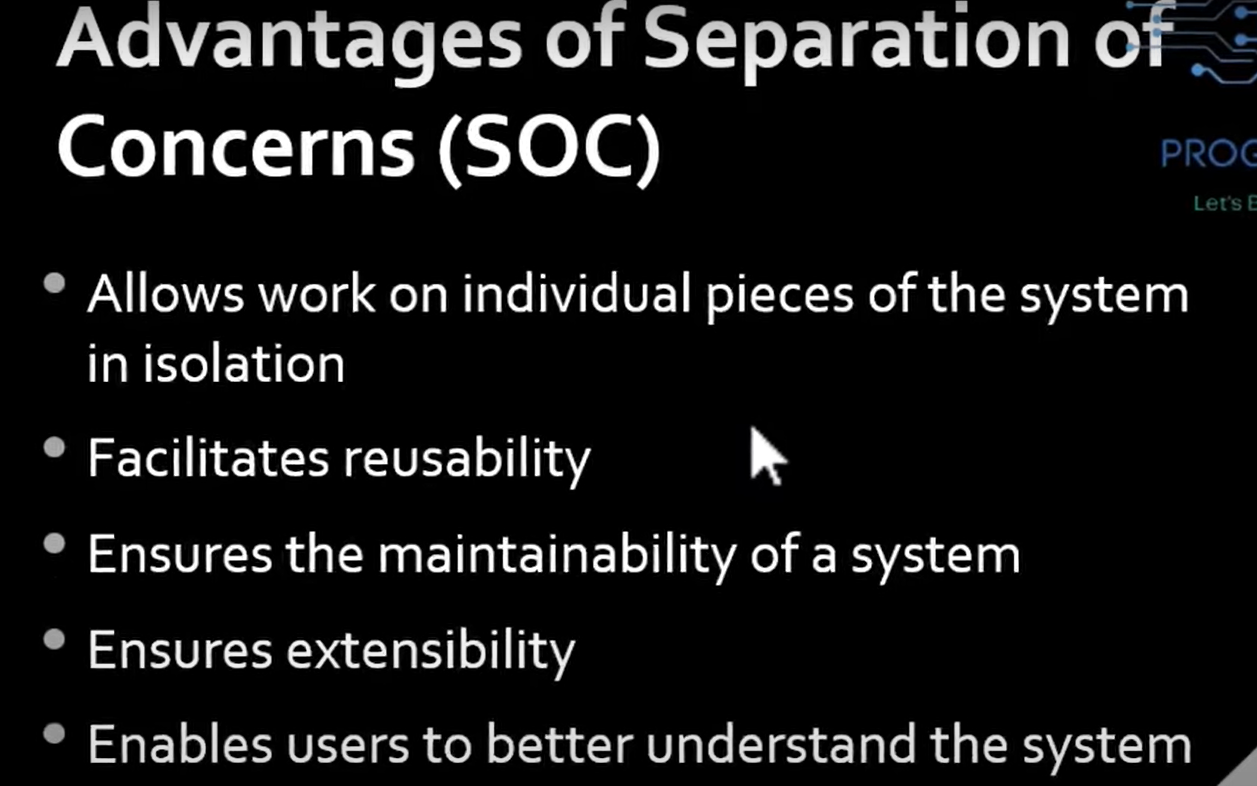 Advantages of Separation of
Concerns (SOC)
PROG
Let's E
• Allows work on individual pieces of the system
in isolation
• Facilitates reusability
• Ensures the maintainability of a system
• Ensures extensibility
• Enables users to better understand the system